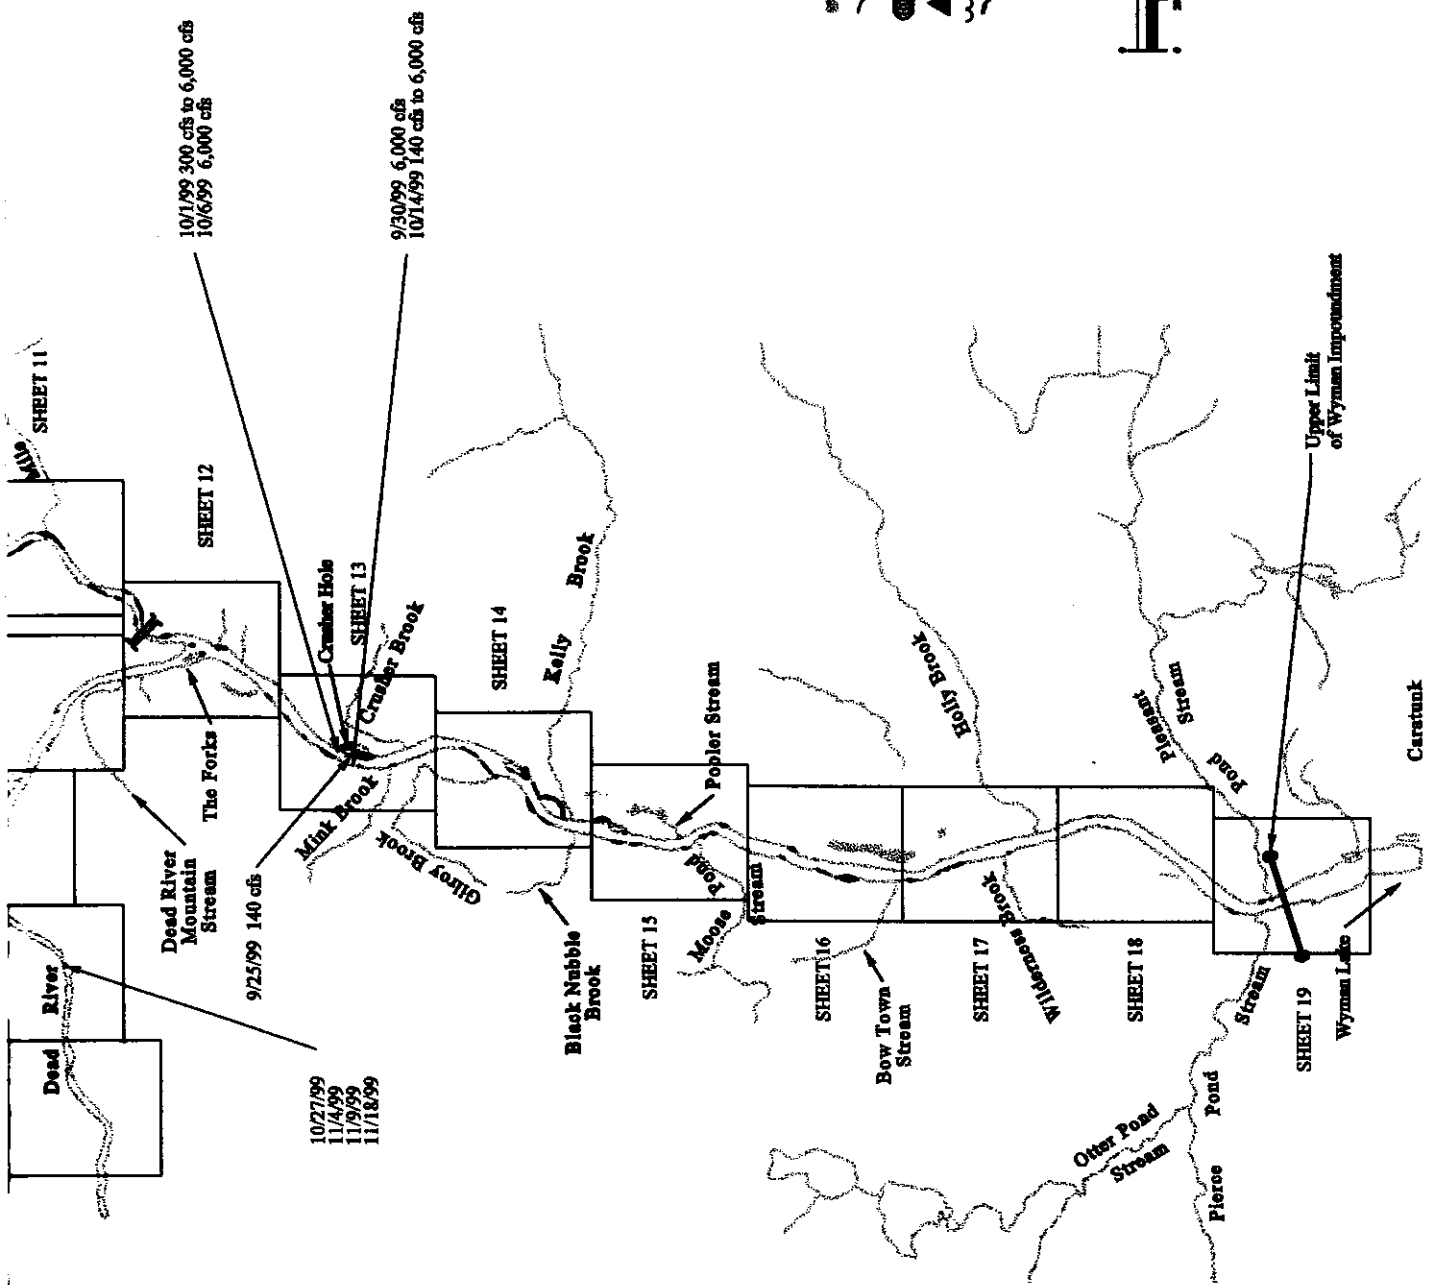 10/1/99 300 cfs to 6,000 cfs
10/6/99 6,000 cfs
9/30/99 6,000 cfs
10/14/99 140 cfs to 6,000 cfs
Mile
SHEET 11
SHEET 12
Crusher Hole
SHEET 13
Crusher Brook
SHEET 14
Kelly Brook
The Forks
Dead River
Mountain
Stream
Mink Brook
Gilroy Brook
9/25/99 140 cfs
Dead River
10/27/99
11/4/99
11/9/99
11/18/99
Black Nubble
Brook
SHEET 15
Moose Pond Stream
Pooler Stream
Holly Brook
SHEET 16
Bow Town
Stream
SHEET 17
Wilderness Brook
SHEET 18
Pleasant Pond Stream
Upper Limit
of Wyman Impoundment
Otter Pond
Stream
Pierce Pond Stream
SHEET 19
Wyman Lake
Caratunk